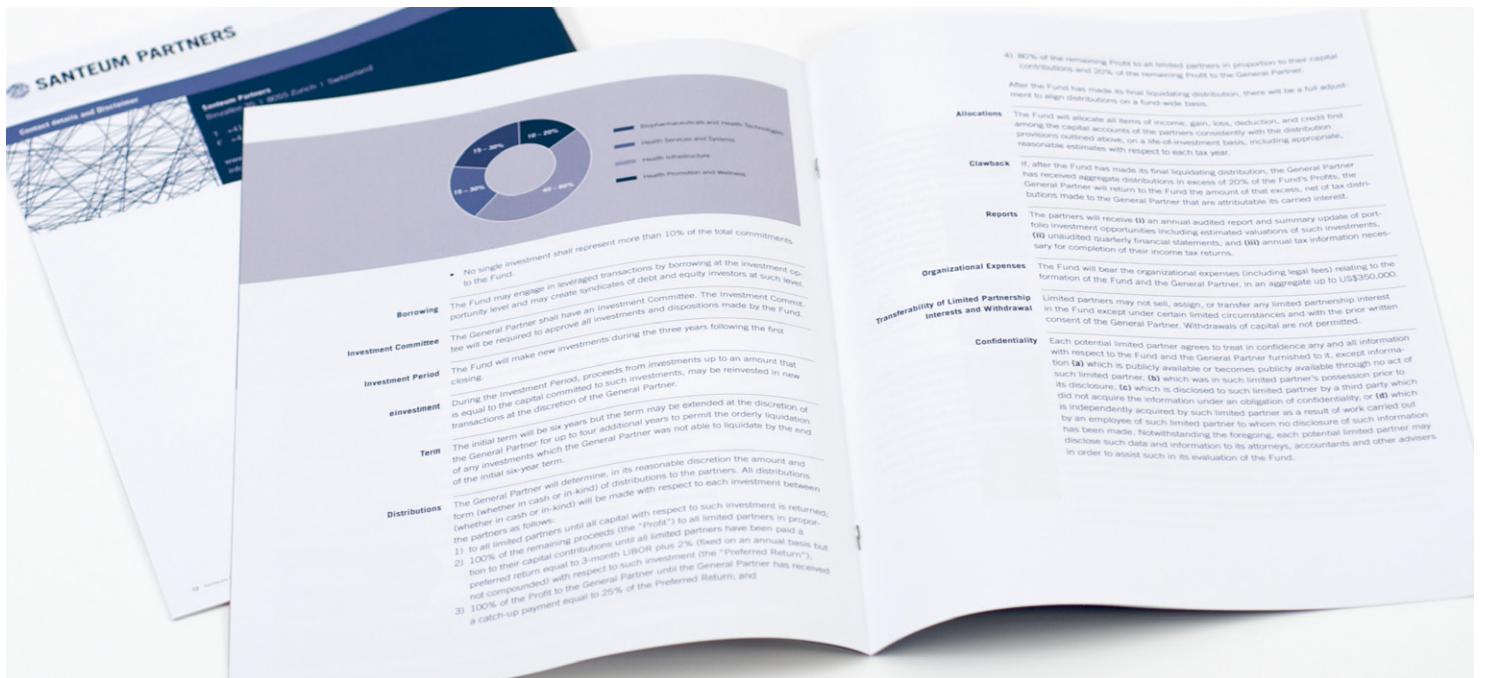 SANTEUM PARTNERS
Contact details and Disclaimer
Santeum Partners
8055 Zurich | Switzerland
T +41
F
10 – 20%
15 – 30%
15 – 30%
40 – 60%
Biopharmaceuticals and Health Technologies
Health Services and Systems
Health Infrastructure
Health Promotion and Wellness
• No single investment shall represent more than 10% of the total commitments
to the Fund.
Borrowing
The Fund may engage in leveraged transactions by borrowing at the investment op-
portunity level and may create syndicates of debt and equity investors at such level.
Investment Committee
The General Partner shall have an Investment Committee. The Investment Commit-
tee will be required to approve all investments and dispositions made by the Fund.
Investment Period
The Fund will make new investments during the three years following the first
closing.
einvestment
During the Investment Period, proceeds from investments up to an amount that
is equal to the capital committed to such investments, may be reinvested in new
transactions at the discretion of the General Partner.
Term
The initial term will be six years but the term may be extended at the discretion of
the General Partner for up to four additional years to permit the orderly liquidation
of any investments which the General Partner was not able to liquidate by the end
of the initial six-year term.
Distributions
The General Partner will determine, in its reasonable discretion the amount and
form (whether in cash or in-kind) of distributions to the partners. All distributions
(whether in cash or in-kind) will be made with respect to each investment between
the partners as follows:
1) to all limited partners until all capital with respect to such investment is returned;
2) 100% of the remaining proceeds (the “Profit”) to all limited partners in propor-
tion to their capital contributions until all limited partners have been paid a
preferred return equal to 3-month LIBOR plus 2% (fixed on an annual basis but
not compounded) with respect to such investment (the “Preferred Return”);
3) 100% of the Profit to the General Partner until the General Partner has received
a catch-up payment equal to 25% of the Preferred Return; and
4) 80% of the remaining Profit to all limited partners in proportion to their capital
contributions and 20% of the remaining Profit to the General Partner.
After the Fund has made its final liquidating distribution, there will be a full adjust-
ment to align distributions on a fund-wide basis.
Allocations
The Fund will allocate all items of income, gain, loss, deduction, and credit first
among the capital accounts of the partners consistently with the distribution
provisions outlined above, on a life-of-investment basis, including appropriate,
reasonable estimates with respect to each tax year.
Clawback
If, after the Fund has made its final liquidating distribution, the General Partner
has received aggregate distributions in excess of 20% of the Fund's Profits, the
General Partner will return to the Fund the amount of that excess, net of tax distri-
butions made to the General Partner that are attributable its carried interest.
Reports
The partners will receive (i) an annual audited report and summary update of port-
folio investment opportunities including estimated valuations of such investments,
(ii) unaudited quarterly financial statements, and (iii) annual tax information neces-
sary for completion of their income tax returns.
Organizational Expenses
The Fund will bear the organizational expenses (including legal fees) relating to the
formation of the Fund and the General Partner, in an aggregate up to US$350,000.
Transferability of Limited Partnership
Interests and Withdrawal
Limited partners may not sell, assign, or transfer any limited partnership interest
in the Fund except under certain limited circumstances and with the prior written
consent of the General Partner. Withdrawals of capital are not permitted.
Confidentiality
Each potential limited partner agrees to treat in confidence any and all information
with respect to the Fund and the General Partner furnished to it, except informa-
tion (a) which is publicly available or becomes publicly available through no act of
such limited partner, (b) which was in such limited partner's possession prior to
its disclosure, (c) which is disclosed to such limited partner by a third party which
did not acquire the information under an obligation of confidentiality, or (d) which
is independently acquired by such limited partner as a result of work carried out
by an employee of such limited partner to whom no disclosure of such information
has been made. Notwithstanding the foregoing, each potential limited partner may
disclose such data and information to its attorneys, accountants and other advisers
in order to assist such in its evaluation of the Fund.